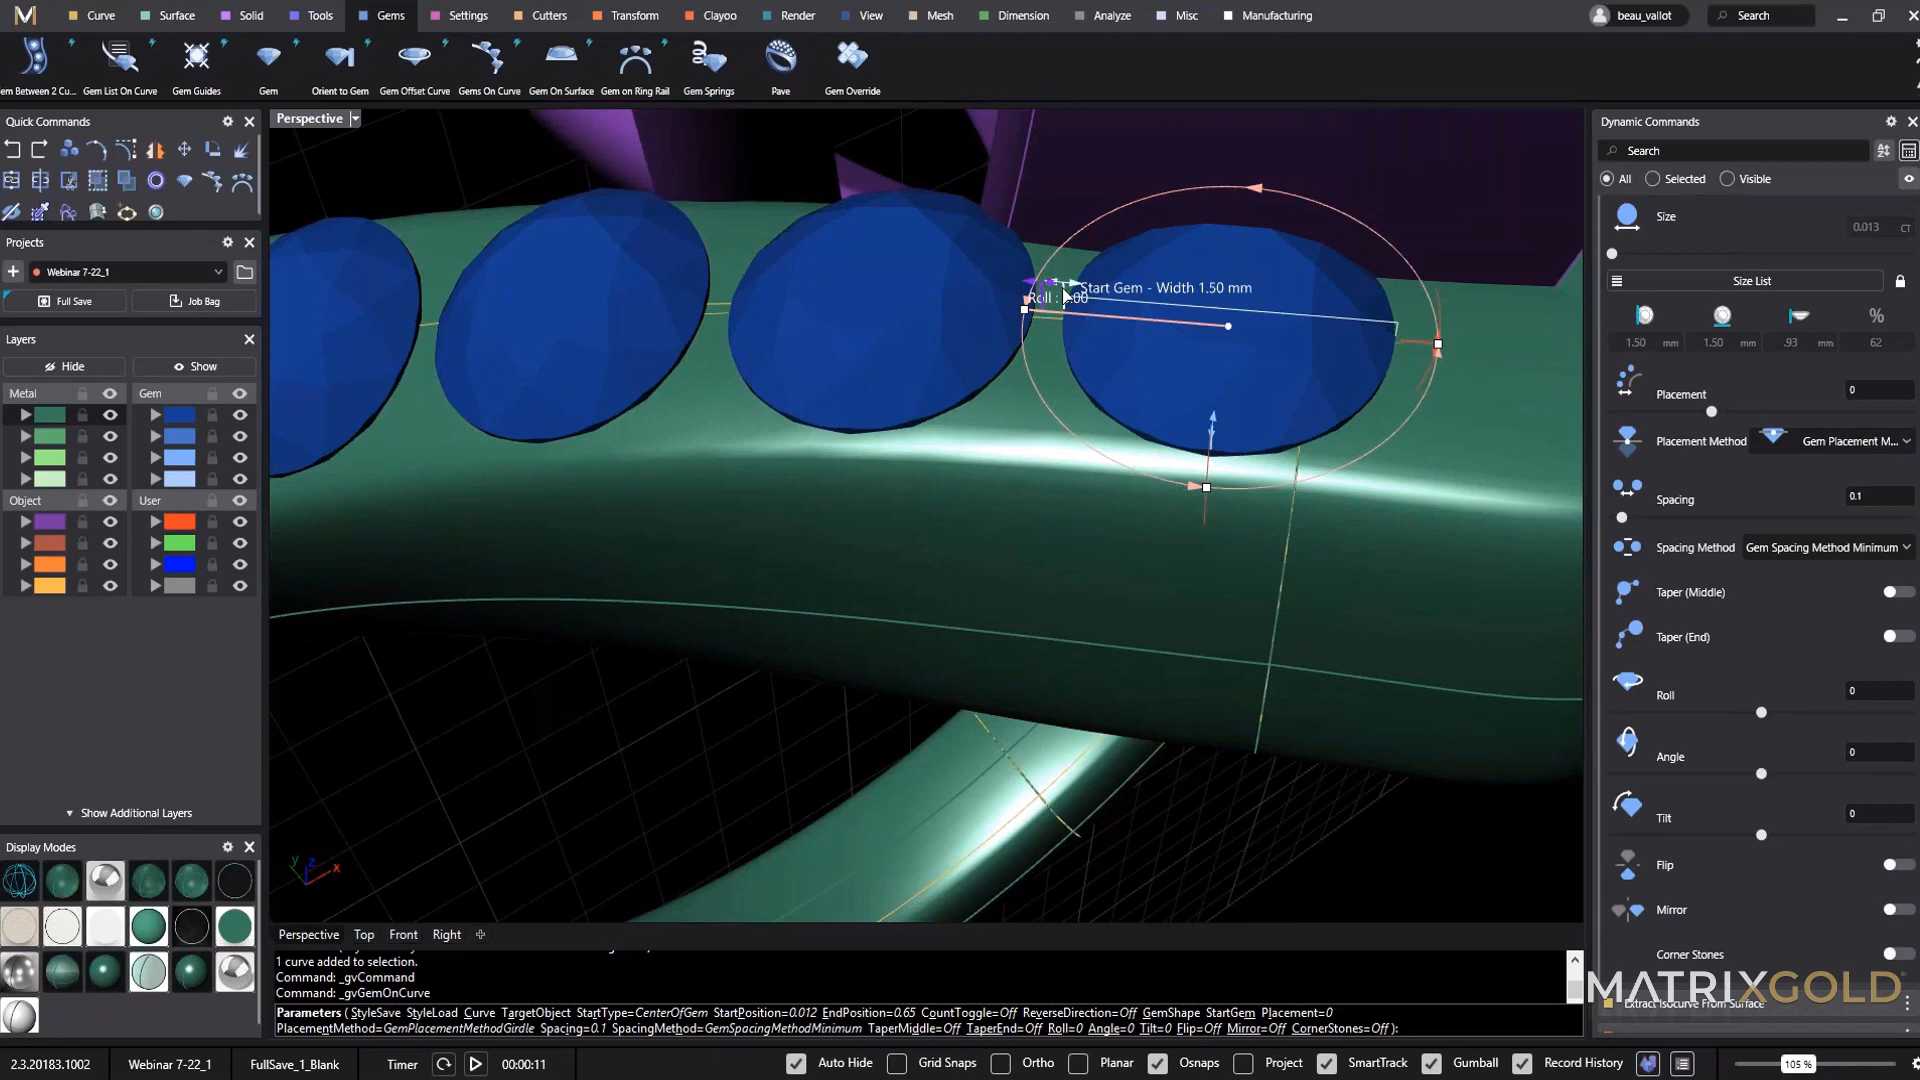 Curve Surface Solid Tools Gems Settings Cutters Transform Clayoo Render View Mesh Dimension Analyze Misc Manufacturing beau_vallot Search
em Between 2 Cu... Gem List On Curve Gem Guides Gem Orient to Gem Gem Offset Curve Gems On Curve Gem On Surface Gem on Ring Rail Gem Springs Pave Gem Override
Quick Commands
Projects
Webinar 7-22_1
Full Save Job Bag
Layers
Hide Show
Metal Gem
Object User
Show Additional Layers
Display Modes
Perspective
Start Gem - Width 1.50 mm
y z x
Perspective Top Front Right
1 curve added to selection.
Command: _gvCommand
Command: _gvGemOnCurve
Parameters ( StyleSave StyleLoad Curve TargetObject StartType=CenterOfGem StartPosition=0.012 EndPosition=0.65 CountToggle=Off ReverseDirection=Off GemShape StartGem Placement=0
PlacementMethod=GemPlacementMethodGirdle Spacing=0.1 SpacingMethod=GemSpacingMethodMinimum TaperMiddle=Off TaperEnd=Off Roll=0 Angle=0 Tilt=0 Flip=Off Mirror=Off CornerStones=Off ):
Dynamic Commands
Search
All Selected Visible
Size 0.013 CT
Size List
%
1.50 mm 1.50 mm .93 mm 62
Placement 0
Placement Method Gem Placement M...
Spacing 0.1
Spacing Method Gem Spacing Method Minimum
Taper (Middle)
Taper (End)
Roll 0
Angle 0
Tilt 0
Flip
Mirror
Corner Stones
MATRIXGOLD
Extract Isocurve From Surface
2.3.20183.1002 Webinar 7-22_1 FullSave_1_Blank Timer 00:00:11 Auto Hide Grid Snaps Ortho Planar Osnaps Project SmartTrack Gumball Record History 105 %